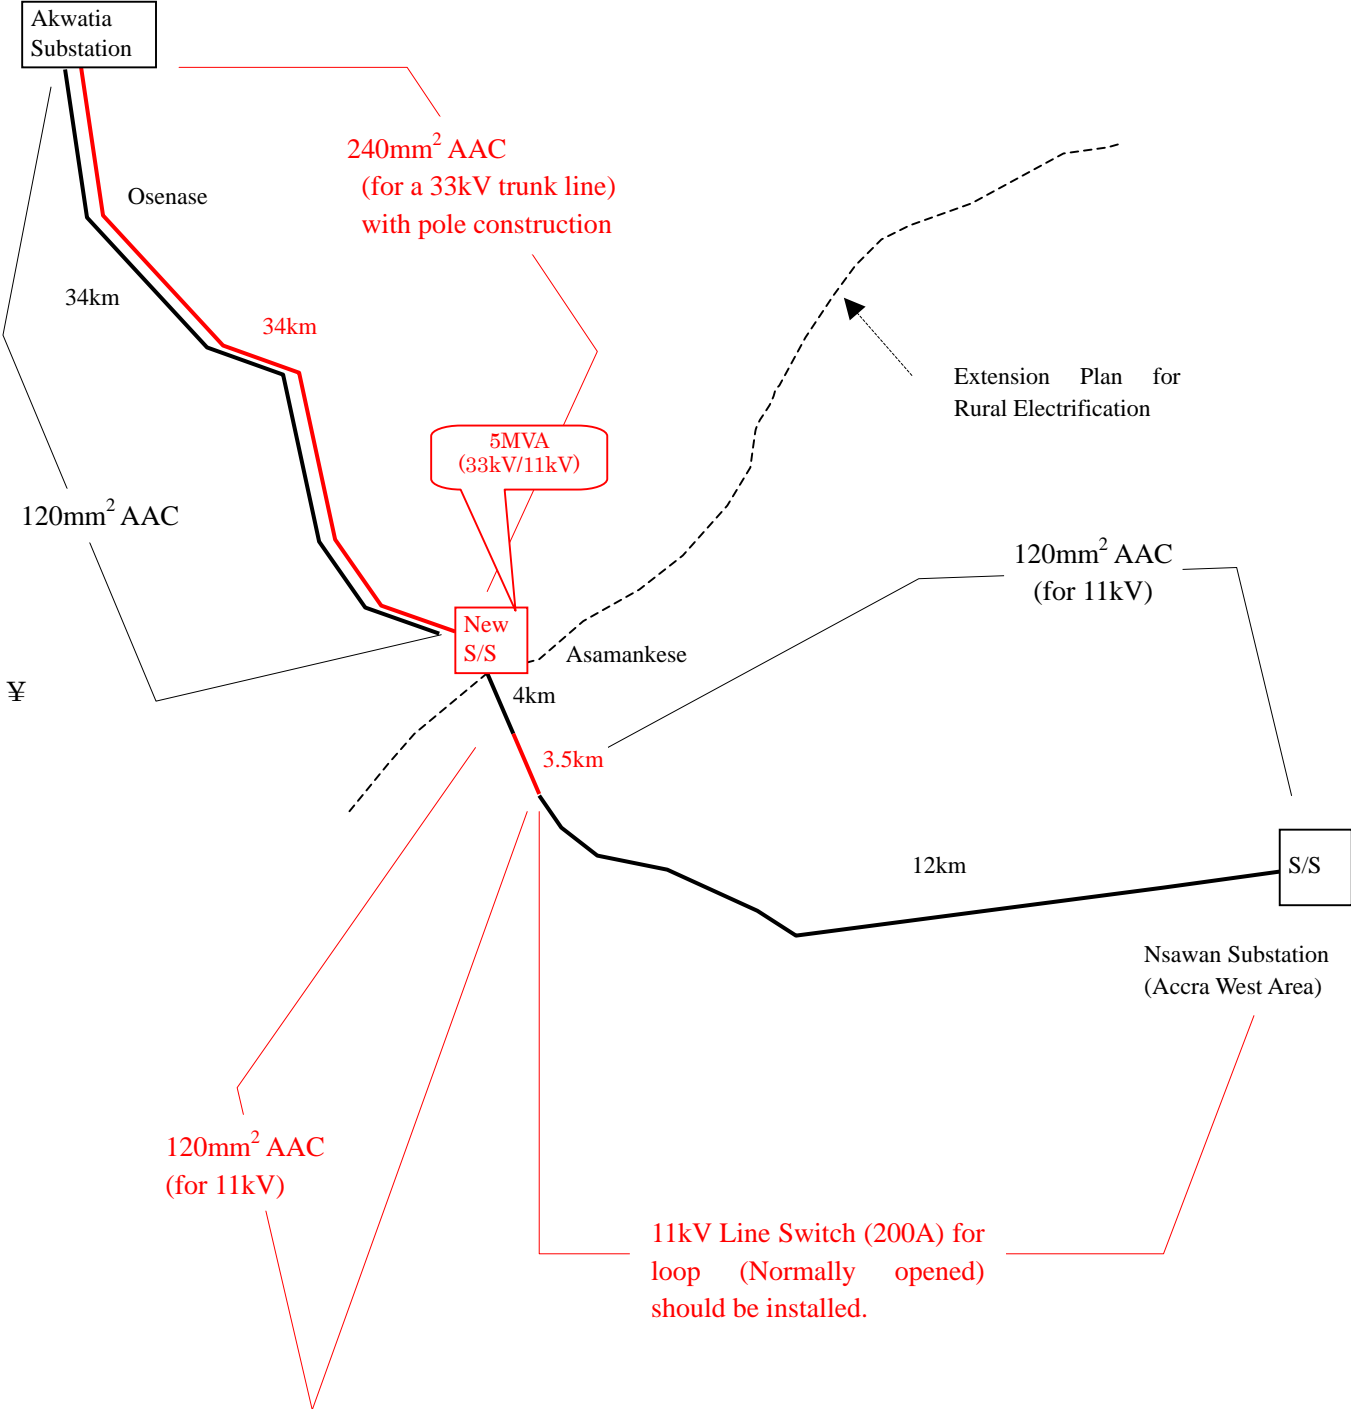 Akwatia
Substation
240mm² AAC
(for a 33kV trunk line)
with pole construction
Osenase
34km
34km
Extension Plan for
Rural Electrification
5MVA
(33kV/11kV)
120mm² AAC
120mm² AAC
(for 11kV)
New
S/S
Asamankese
¥
4km
3.5km
12km
S/S
Nsawan Substation
(Accra West Area)
120mm² AAC
(for 11kV)
11kV Line Switch (200A) for
loop (Normally opened)
should be installed.